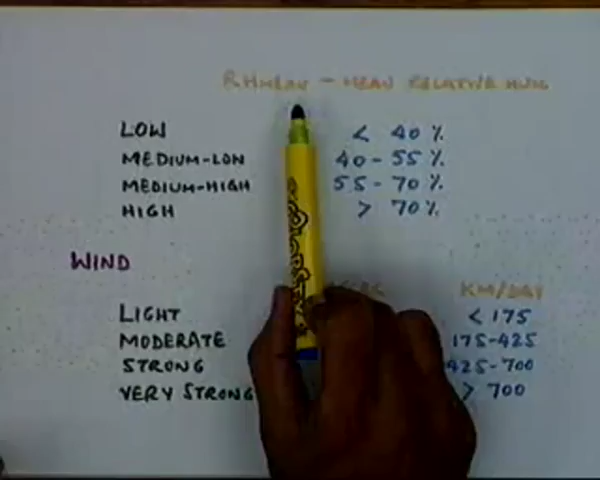 RHMEAN - MEAN RELATIVE HUM
LOW < 40 %
MEDIUM-LOW 40 - 55 %
MEDIUM-HIGH 55 - 70 %
HIGH > 70 %
WIND KM/DAY
LIGHT < 175
MODERATE 175-425
STRONG 425-700
VERY STRONG > 700